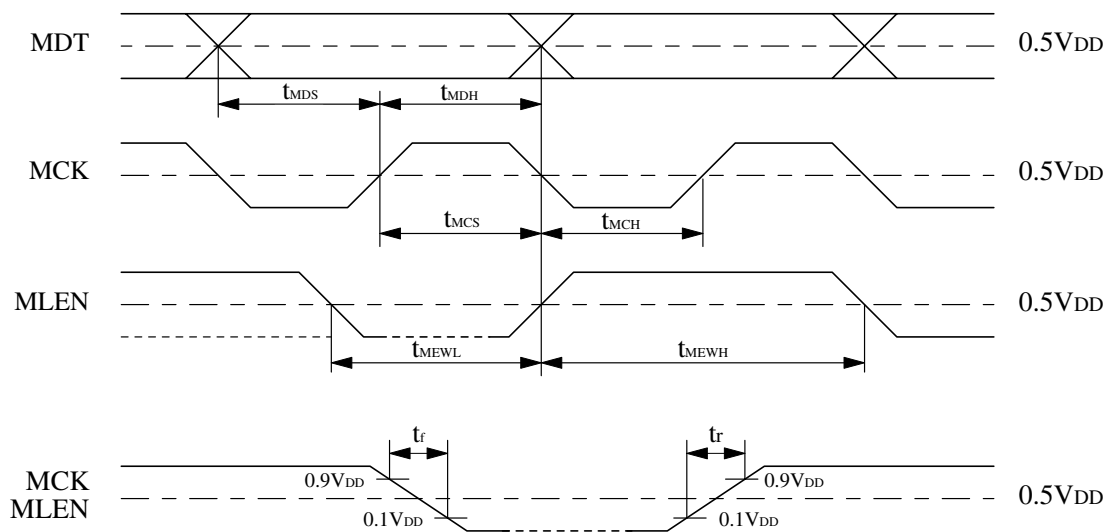 MDT 0.5VDD
tMDS tMDH
MCK 0.5VDD
tMCS tMCH
MLEN 0.5VDD
tMEWL tMEWH
tf tr
MCK 0.9VDD 0.9VDD
MLEN 0.5VDD
0.1VDD 0.1VDD